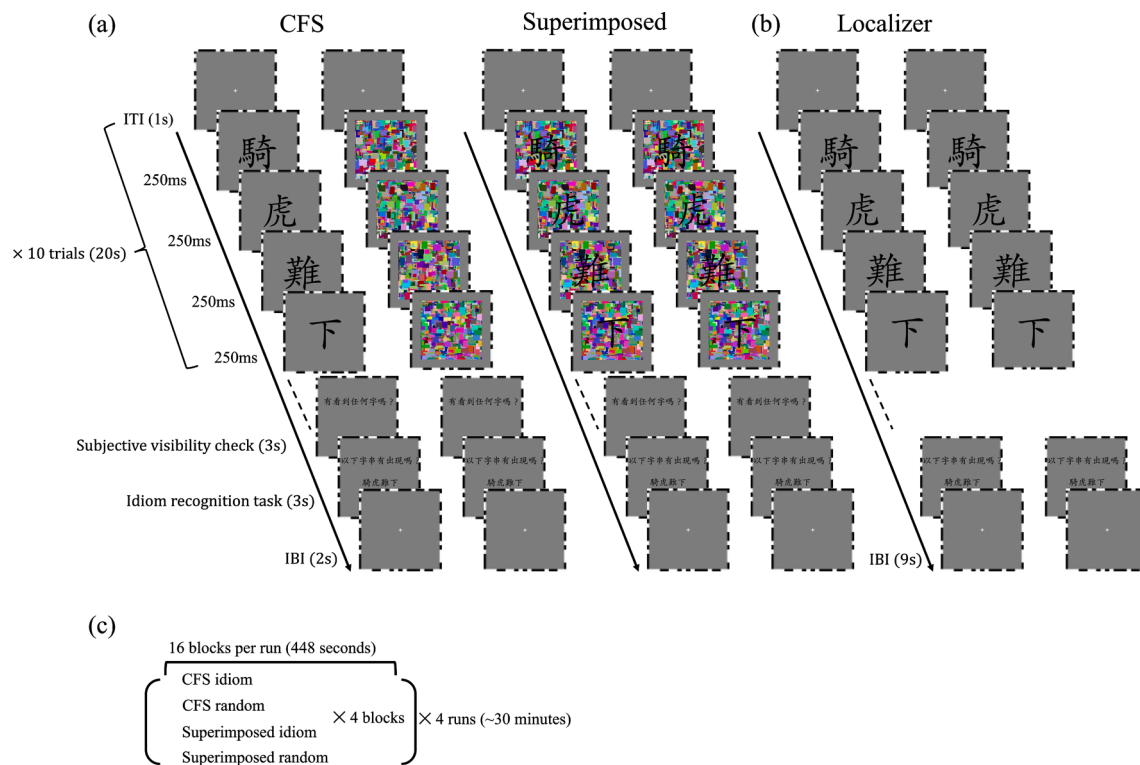 (a)
CFS
Superimposed
(b)
Localizer
ITI (1s)
騎 騎 騎 騎 騎
250ms
虎 虎 虎 虎 虎
× 10 trials (20s)
250ms
難 難 難 難 難
250ms
下 下 下 下 下
250ms
有看到任何字嗎? 有看到任何字嗎? 有看到任何字嗎? 有看到任何字嗎?
Subjective visibility check (3s)
以下字串有出現嗎? 以下字串有出現嗎? 以下字串有出現嗎? 以下字串有出現嗎? 以下字串有出現嗎? 以下字串有出現嗎?
騎虎難下 騎虎難下 騎虎難下 騎虎難下 騎虎難下 騎虎難下
Idiom recognition task (3s)
IBI (2s)
IBI (9s)
(c)
16 blocks per run (448 seconds)
CFS idiom
CFS random
Superimposed idiom
Superimposed random
× 4 blocks
× 4 runs (~30 minutes)